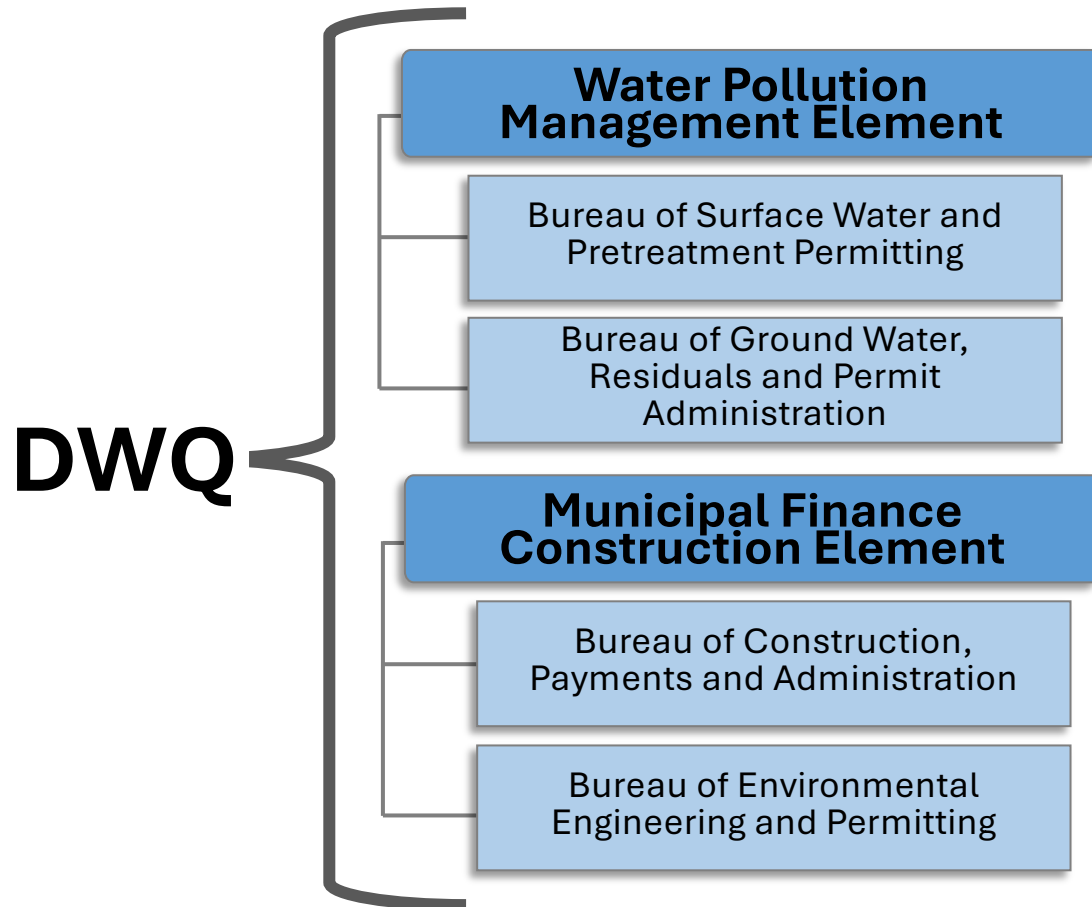 DWQ
Water Pollution
Management Element
Bureau of Surface Water and
Pretreatment Permitting
Bureau of Ground Water,
Residuals and Permit
Administration
Municipal Finance
Construction Element
Bureau of Construction,
Payments and Administration
Bureau of Environmental
Engineering and Permitting